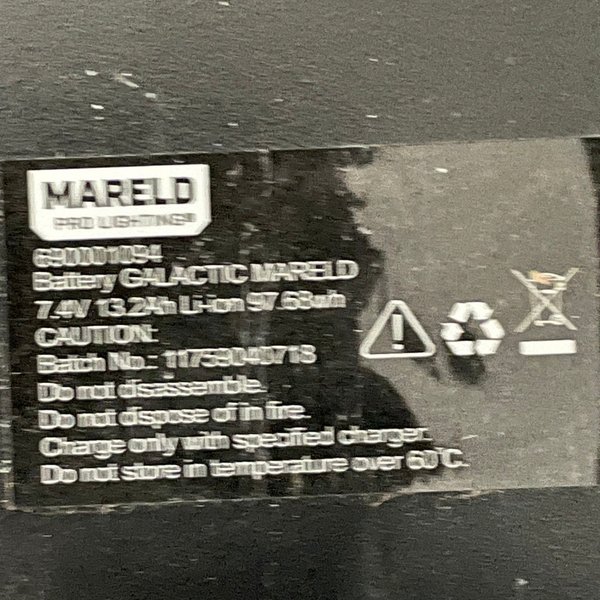 MARELD
PRO LIGHTING®
690001094
Battery GALACTIC MARELD
7.4V 13.2Ah Li-ion 97.68wh
CAUTION:
Batch No.: 11759040718
Do not disassemble.
Do not dispose of in fire.
Charge only with specified charger.
Do not store in temperature over 60°C.